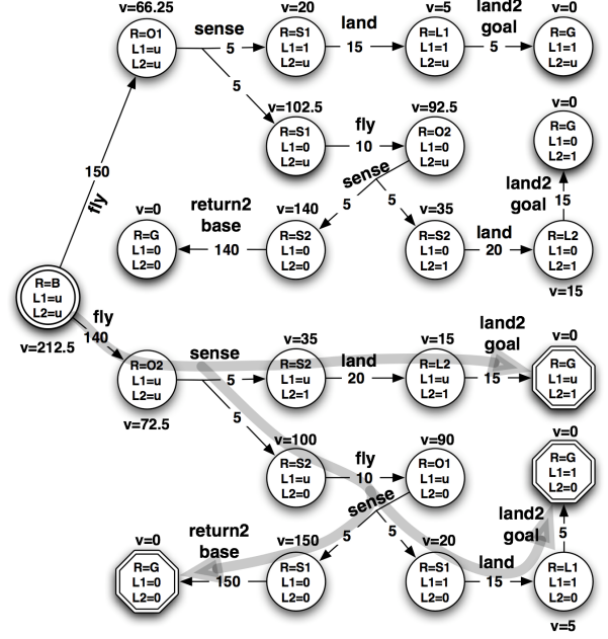 v=66.25
R=O1
L1=u
L2=u
sense
5
5
v=20
R=S1
L1=1
L2=u
land
15
v=5
R=L1
L1=1
L2=u
land2
goal
5
v=0
R=G
L1=1
L2=u
v=102.5
R=S1
L1=0
L2=u
fly
10
v=92.5
R=O2
L1=0
L2=u
sense
5
5
v=0
R=G
L1=0
L2=1
150
fly
v=0
R=G
L1=0
L2=0
return2
base
140
v=140
R=S2
L1=0
L2=0
v=35
R=S2
L1=0
L2=1
land
20
land2
goal
15
R=L2
L1=0
L2=1
v=15
R=B
L1=u
L2=u
v=212.5
fly
140
R=O2
L1=u
L2=u
v=72.5
sense
5
5
v=35
R=S2
L1=u
L2=1
land
20
v=15
R=L2
L1=u
L2=1
land2
goal
15
v=0
R=G
L1=u
L2=1
v=100
R=S2
L1=u
L2=0
fly
10
v=90
R=O1
L1=u
L2=0
sense
5
5
v=0
R=G
L1=1
L2=0
v=0
R=G
L1=0
L2=0
return2
base
150
v=150
R=S1
L1=0
L2=0
v=20
R=S1
L1=1
L2=0
land
15
land2
goal
5
R=L1
L1=1
L2=0
v=5